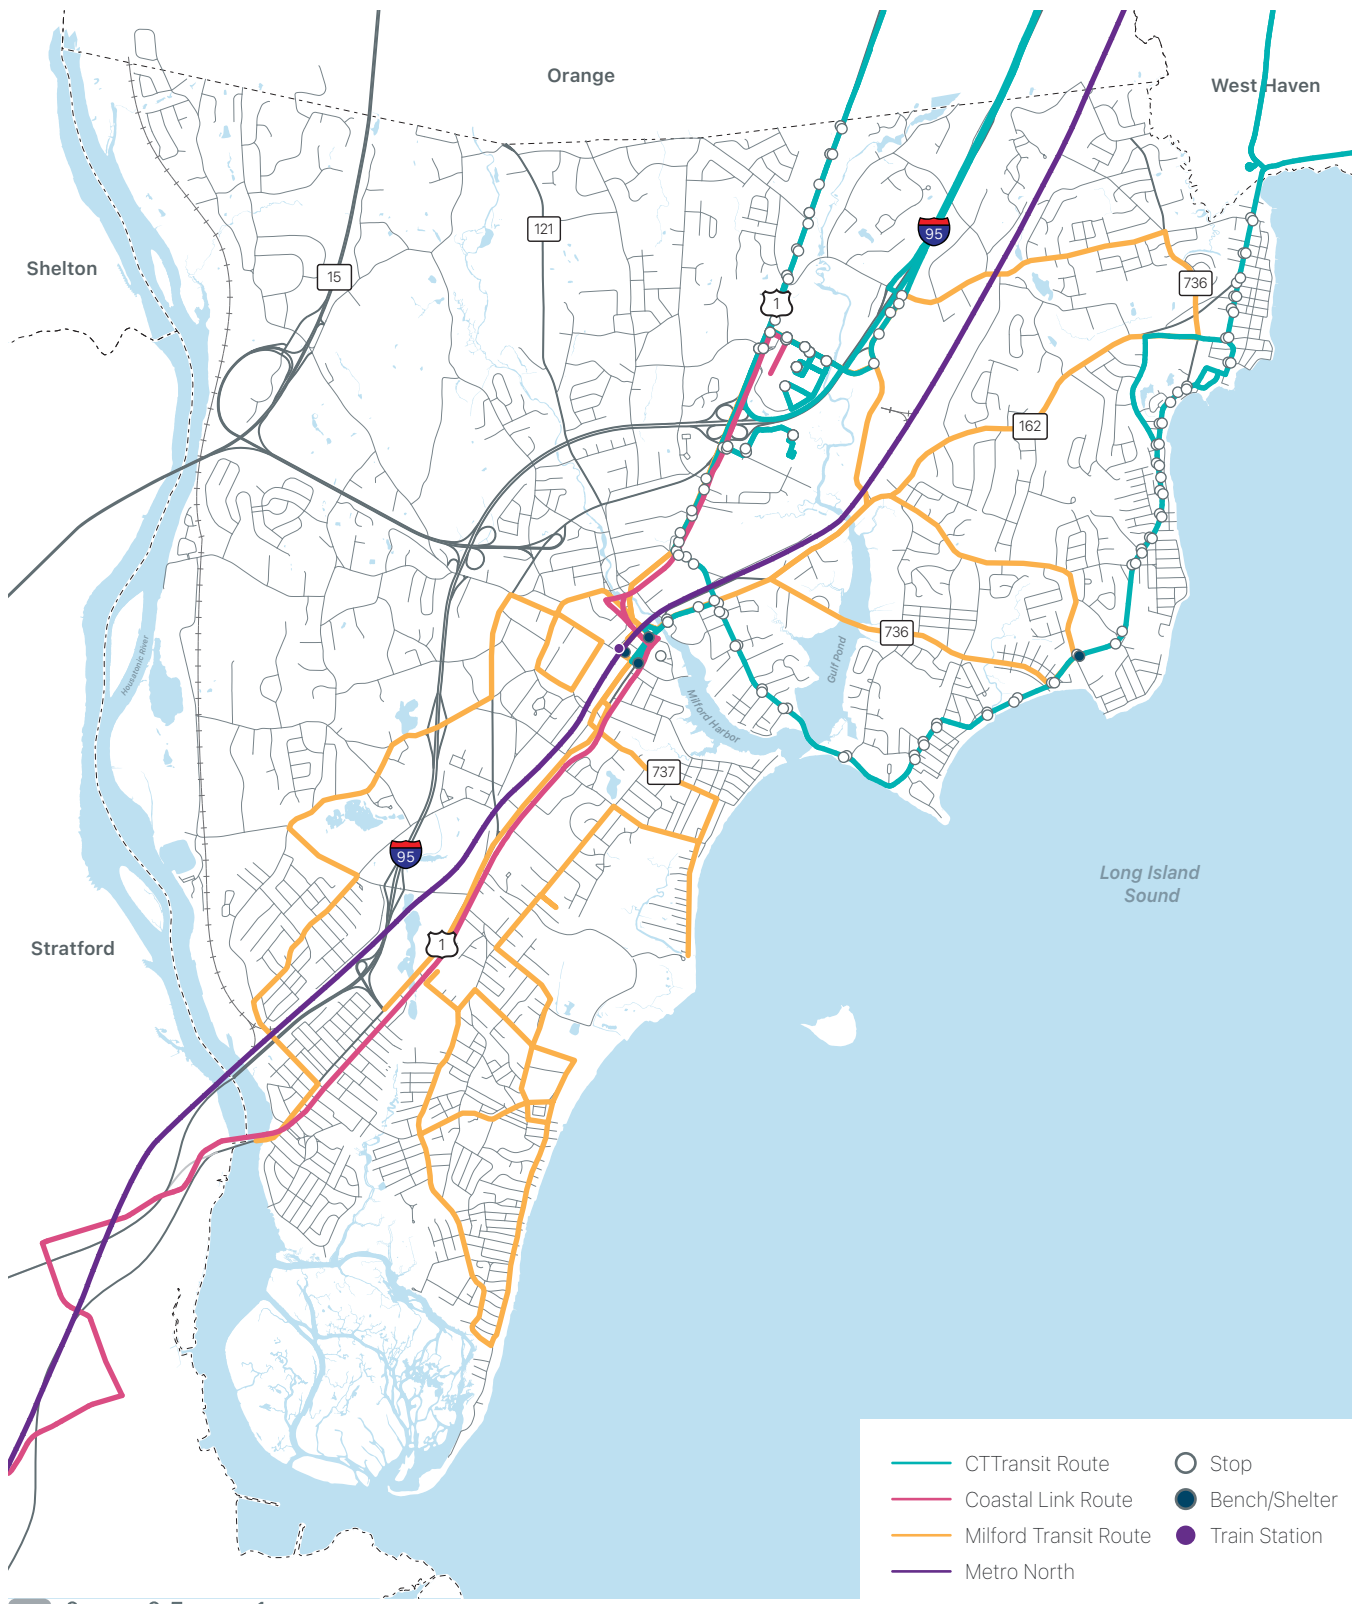 Orange
West Haven
121
95
Shelton
15
736
1
162
Housatonic River
736
Gulf Pond
Milford Harbor
737
95
Long Island
Sound
1
Stratford
CTTransit Route
Coastal Link Route
Milford Transit Route
Metro North
Stop
Bench/Shelter
Train Station